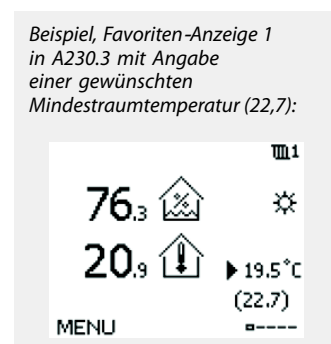 Beispiel, Favoriten-Anzeige 1
in A230.3 mit Angabe
einer gewünschten
Mindestraumtemperatur (22,7):
1
76.3 %
20.9 ▶ 19.5°C
(22.7)
MENU